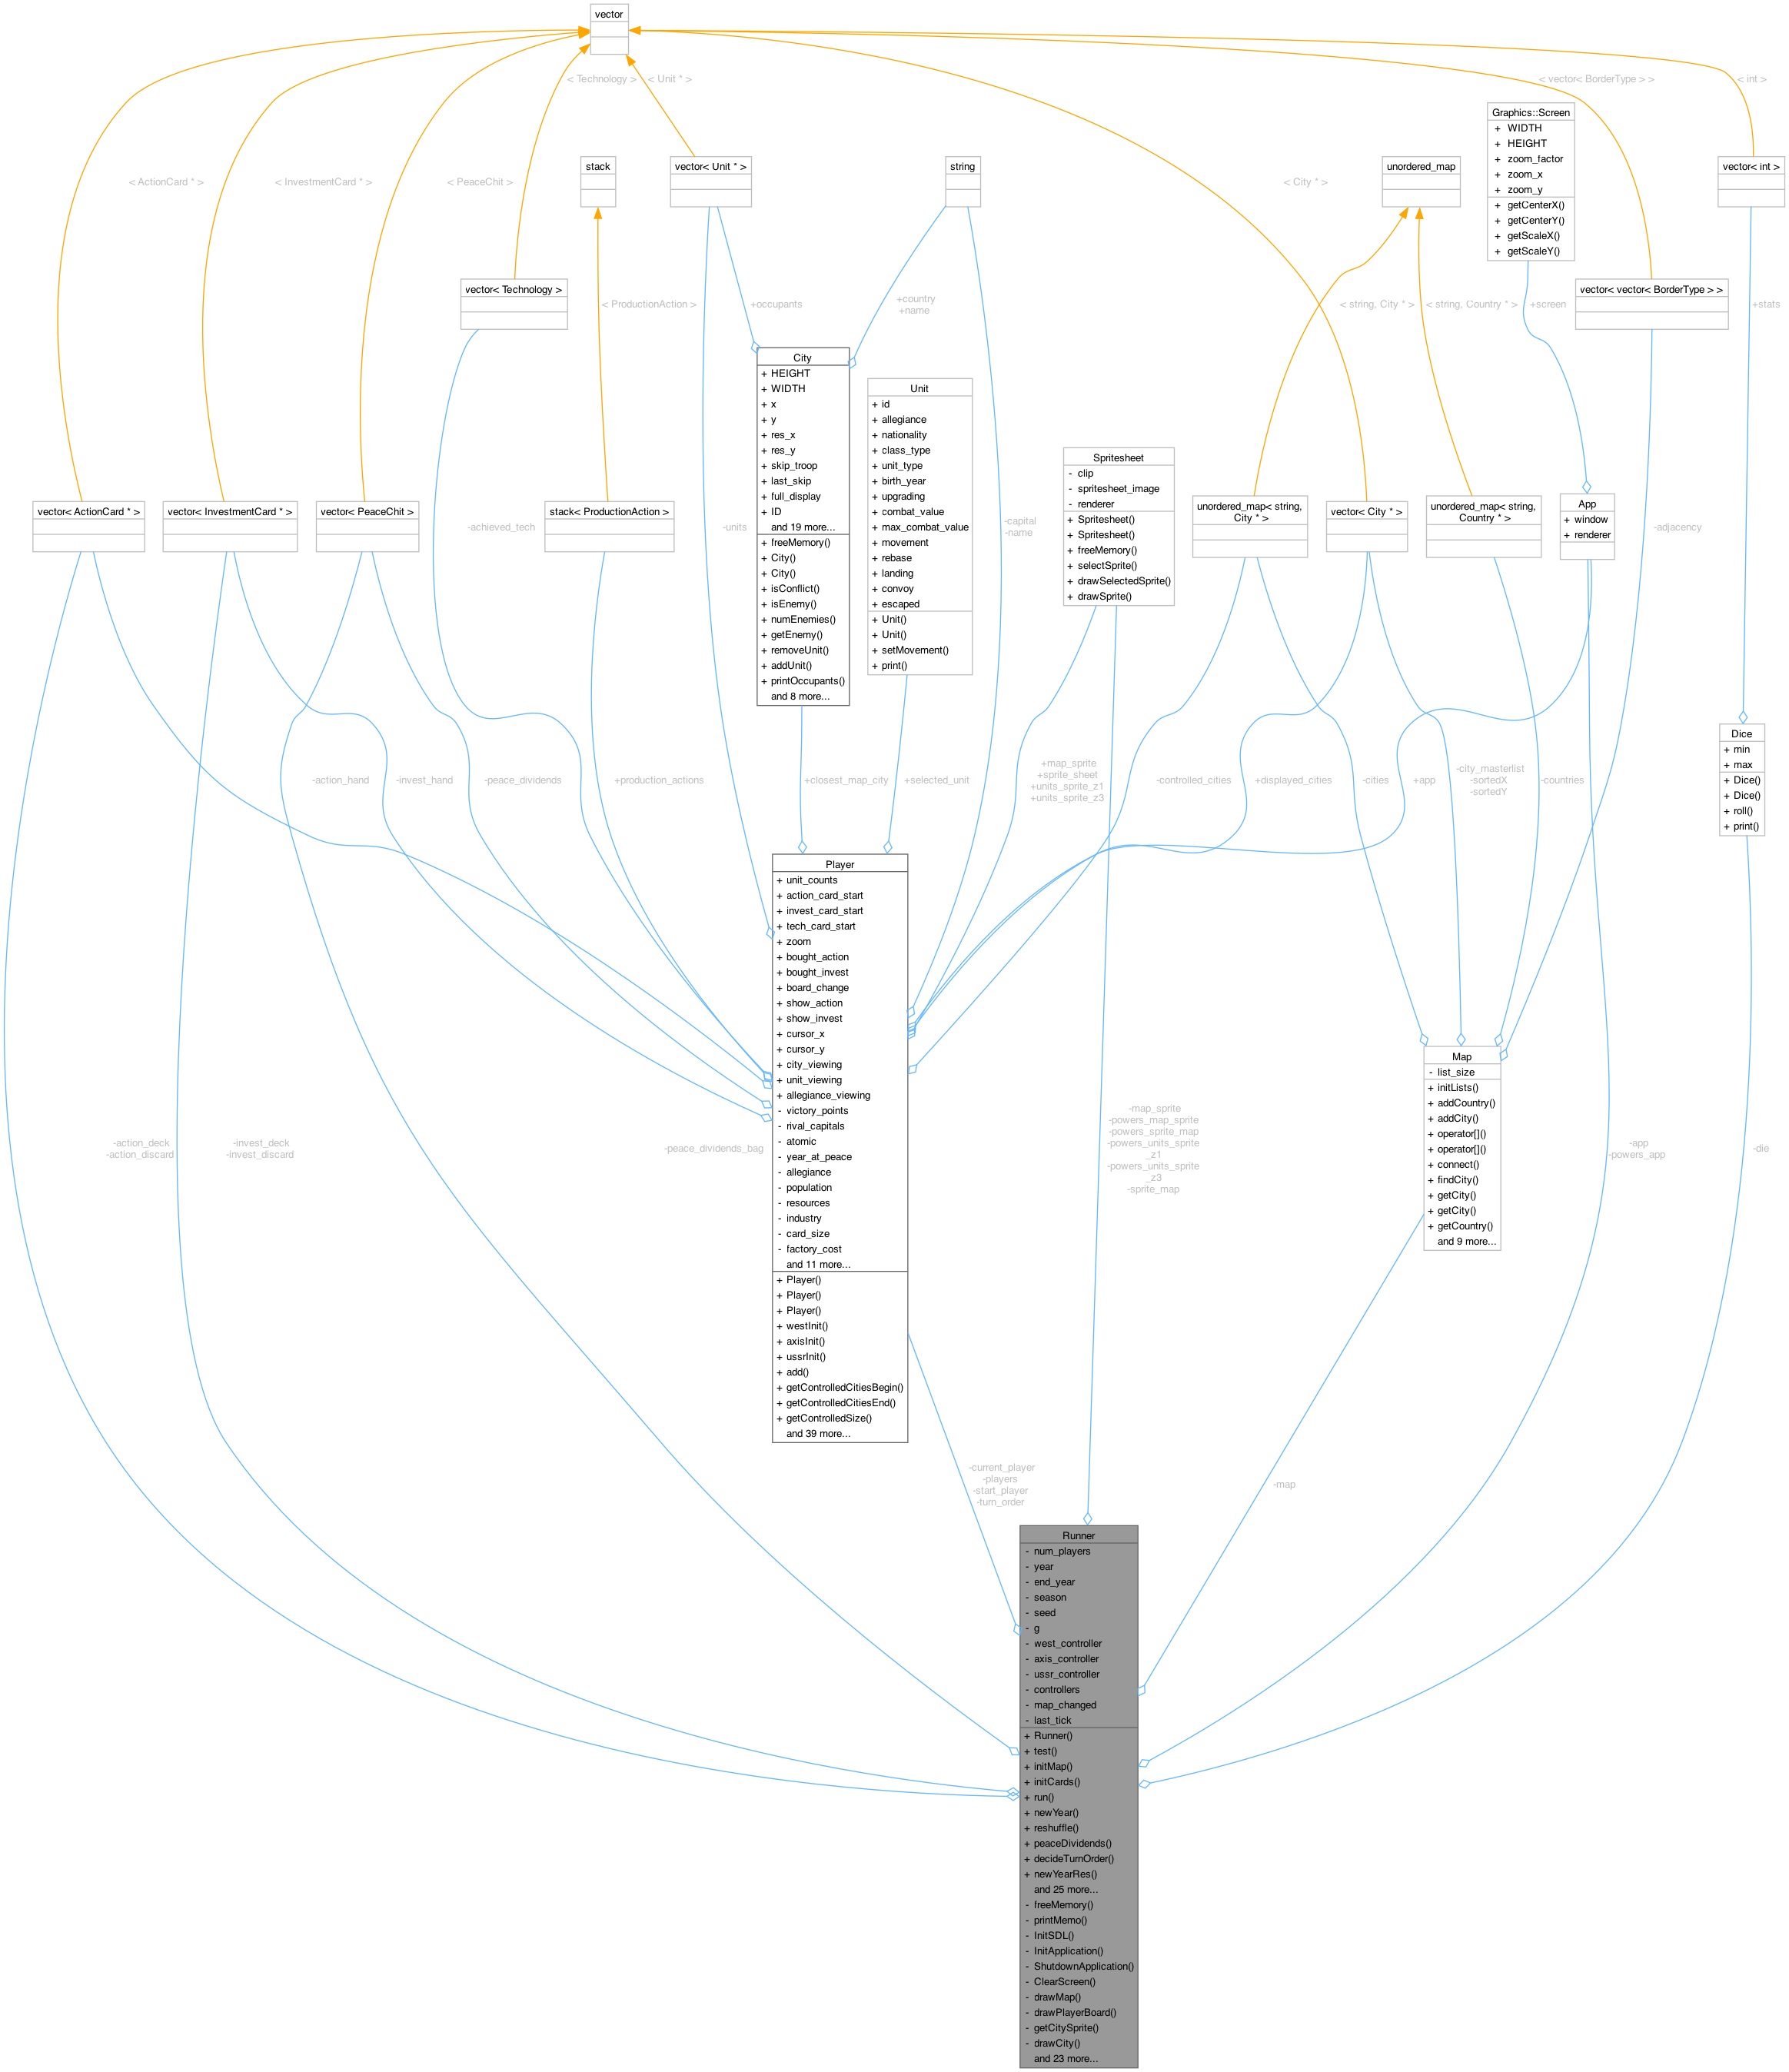 vector
< Technology >
< Unit * >
< vector< BorderType > >
< int >
Graphics::Screen
+ WIDTH
+ HEIGHT
+ zoom_factor
+ zoom_x
+ zoom_y
+ getCenterX()
+ getCenterY()
+ getScaleX()
+ getScaleY()
stack
vector< Unit * >
string
unordered_map
vector< int >
< ActionCard * >
< InvestmentCard * >
< PeaceChit >
< City * >
vector< Technology >
vector< vector< BorderType > >
< ProductionAction >
+occupants
+country
+name
< string, City * >
< string, Country * >
+screen
+stats
City
+ HEIGHT
+ WIDTH
+ x
+ y
+ res_x
+ res_y
+ skip_troop
+ last_skip
+ full_display
+ ID
and 19 more...
+ freeMemory()
+ City()
+ City()
+ isConflict()
+ isEnemy()
+ numEnemies()
+ getEnemy()
+ removeUnit()
+ addUnit()
+ printOccupants()
and 8 more...
Unit
+ id
+ allegiance
+ nationality
+ class_type
+ unit_type
+ birth_year
+ upgrading
+ combat_value
+ max_combat_value
+ movement
+ rebase
+ landing
+ convoy
+ escaped
+ Unit()
+ Unit()
+ setMovement()
+ print()
Spritesheet
- clip
- spritesheet_image
- renderer
+ Spritesheet()
+ Spritesheet()
+ freeMemory()
+ selectSprite()
+ drawSelectedSprite()
+ drawSprite()
vector< ActionCard * >
vector< InvestmentCard * >
vector< PeaceChit >
-achieved_tech
stack< ProductionAction >
-units
-capital
-name
unordered_map< string,
City * >
vector< City * >
unordered_map< string,
Country * >
App
+ window
+ renderer
-adjacency
Dice
+ min
+ max
+ Dice()
+ Dice()
+ roll()
+ print()
-action_hand
-invest_hand
-peace_dividends
+production_actions
+closest_map_city
+selected_unit
+map_sprite
+sprite_sheet
+units_sprite_z1
+units_sprite_z3
-controlled_cities
+displayed_cities
-cities
+app
-city_masterlist
-sortedX
-sortedY
-countries
Player
+ unit_counts
+ action_card_start
+ invest_card_start
+ tech_card_start
+ zoom
+ bought_action
+ bought_invest
+ board_change
+ show_action
+ show_invest
+ cursor_x
+ cursor_y
+ city_viewing
+ unit_viewing
+ allegiance_viewing
- victory_points
- rival_capitals
- atomic
- year_at_peace
- allegiance
- population
- resources
- industry
- card_size
- factory_cost
and 11 more...
+ Player()
+ Player()
+ Player()
+ westInit()
+ axisInit()
+ ussrInit()
+ add()
+ getControlledCitiesBegin()
+ getControlledCitiesEnd()
+ getControlledSize()
and 39 more...
Map
- list_size
+ initLists()
+ addCountry()
+ addCity()
+ operator[]()
+ operator[]()
+ connect()
+ findCity()
+ getCity()
+ getCity()
+ getCountry()
and 9 more...
-action_deck
-action_discard
-invest_deck
-invest_discard
-peace_dividends_bag
-map_sprite
-powers_map_sprite
-powers_sprite_map
-powers_units_sprite
_z1
-powers_units_sprite
_z3
-sprite_map
-app
-powers_app
-die
-current_player
-players
-start_player
-turn_order
-map
Runner
- num_players
- year
- end_year
- season
- seed
- g
- west_controller
- axis_controller
- ussr_controller
- controllers
- map_changed
- last_tick
+ Runner()
+ test()
+ initMap()
+ initCards()
+ run()
+ newYear()
+ reshuffle()
+ peaceDividends()
+ decideTurnOrder()
+ newYearRes()
and 25 more...
- freeMemory()
- printMemo()
- InitSDL()
- InitApplication()
- ShutdownApplication()
- ClearScreen()
- drawMap()
- drawPlayerBoard()
- getCitySprite()
- drawCity()
and 23 more...